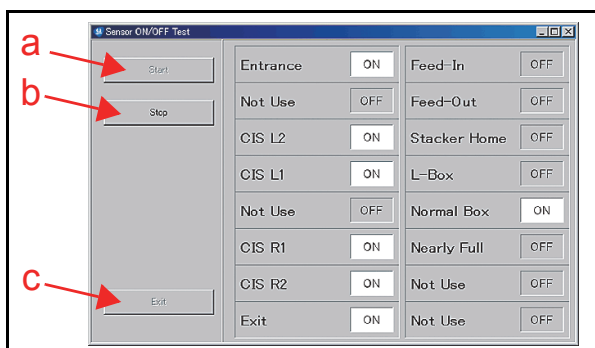 Sensor ON/OFF Test
a
Start
b
Stop
c
Exit
Entrance ON Feed-In OFF
Not Use OFF Feed-Out OFF
CIS L2 ON Stacker Home OFF
CIS L1 ON L-Box OFF
Not Use OFF Normal Box ON
CIS R1 ON Nearly Full OFF
CIS R2 ON Not Use OFF
Exit ON Not Use OFF